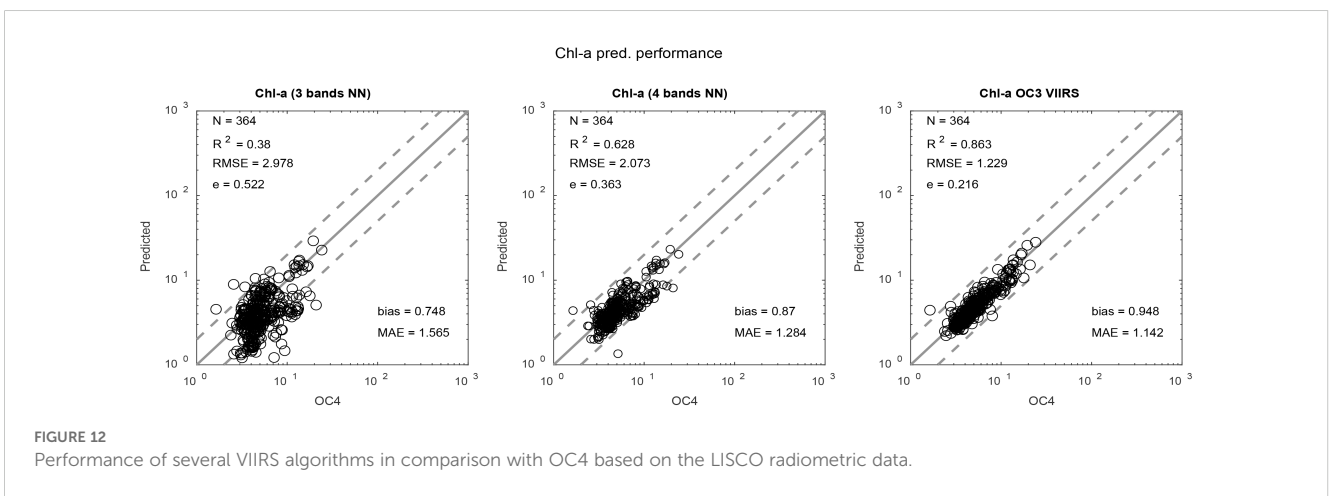 Chl-a pred. performance
Chl-a (3 bands NN)
10 3
N = 364
R 2 = 0.38
RMSE = 2.978
e = 0.522
10 2
Predicted
10 1
bias = 0.748
MAE = 1.565
10 0
10 0
10 1
10 2
10 3
OC4
Chl-a (4 bands NN)
10 3
N = 364
R 2 = 0.628
RMSE = 2.073
e = 0.363
10 2
Predicted
10 1
bias = 0.87
MAE = 1.284
10 0
10 0
10 1
10 2
10 3
OC4
Chl-a OC3 VIIRS
10 3
N = 364
R 2 = 0.863
RMSE = 1.229
e = 0.216
10 2
Predicted
10 1
bias = 0.948
MAE = 1.142
10 0
10 0
10 1
10 2
10 3
OC4
FIGURE 12
Performance of several VIIRS algorithms in comparison with OC4 based on the LISCO radiometric data.